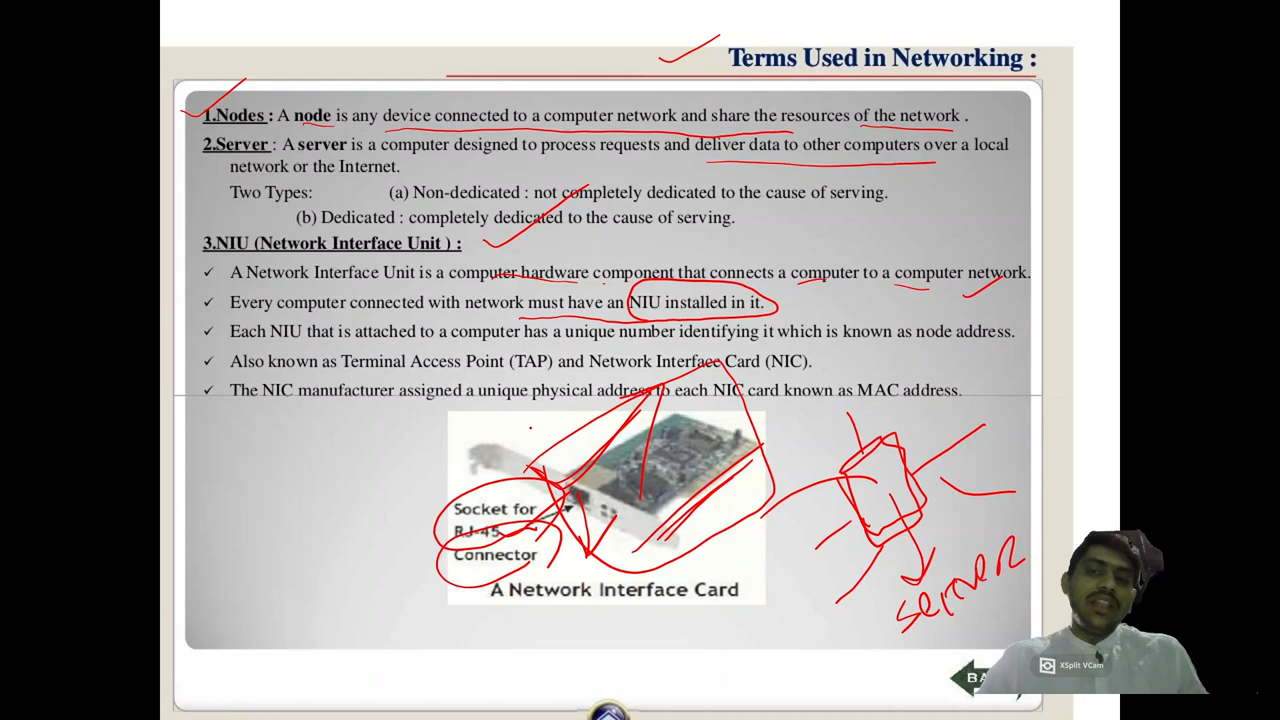 Terms Used in Networking :
1.Nodes : A node is any device connected to a computer network and share the resources of the network .
2.Server : A server is a computer designed to process requests and deliver data to other computers over a local
network or the Internet.
Two Types: (a) Non-dedicated : not completely dedicated to the cause of serving.
(b) Dedicated : completely dedicated to the cause of serving.
3.NIU (Network Interface Unit ) :
✓ A Network Interface Unit is a computer hardware component that connects a computer to a computer network.
✓ Every computer connected with network must have an NIU installed in it.
✓ Each NIU that is attached to a computer has a unique number identifying it which is known as node address.
✓ Also known as Terminal Access Point (TAP) and Network Interface Card (NIC).
✓ The NIC manufacturer assigned a unique physical address to each NIC card known as MAC address.
Socket for
RJ-45
Connector
A Network Interface Card
server
XSplit VCam
BA